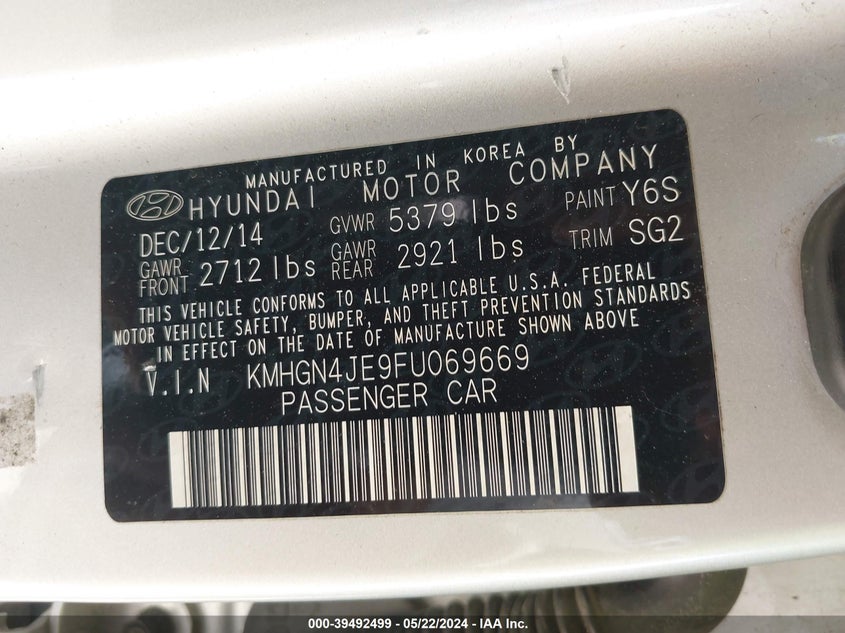 MANUFACTURED IN KOREA BY
HYUNDAI MOTOR COMPANY
DEC/12/14 GVWR 5379 lbs PAINT Y6S
GAWR FRONT 2712 lbs GAWR REAR 2921 lbs TRIM SG2
THIS VEHICLE CONFORMS TO ALL APPLICABLE U.S.A. FEDERAL
MOTOR VEHICLE SAFETY, BUMPER, AND THEFT PREVENTION STANDARDS
IN EFFECT ON THE DATE OF MANUFACTURE SHOWN ABOVE
V.I.N KMHGN4JE9FU069669
PASSENGER CAR
000-39492499 - 05/22/2024 - IAA Inc.